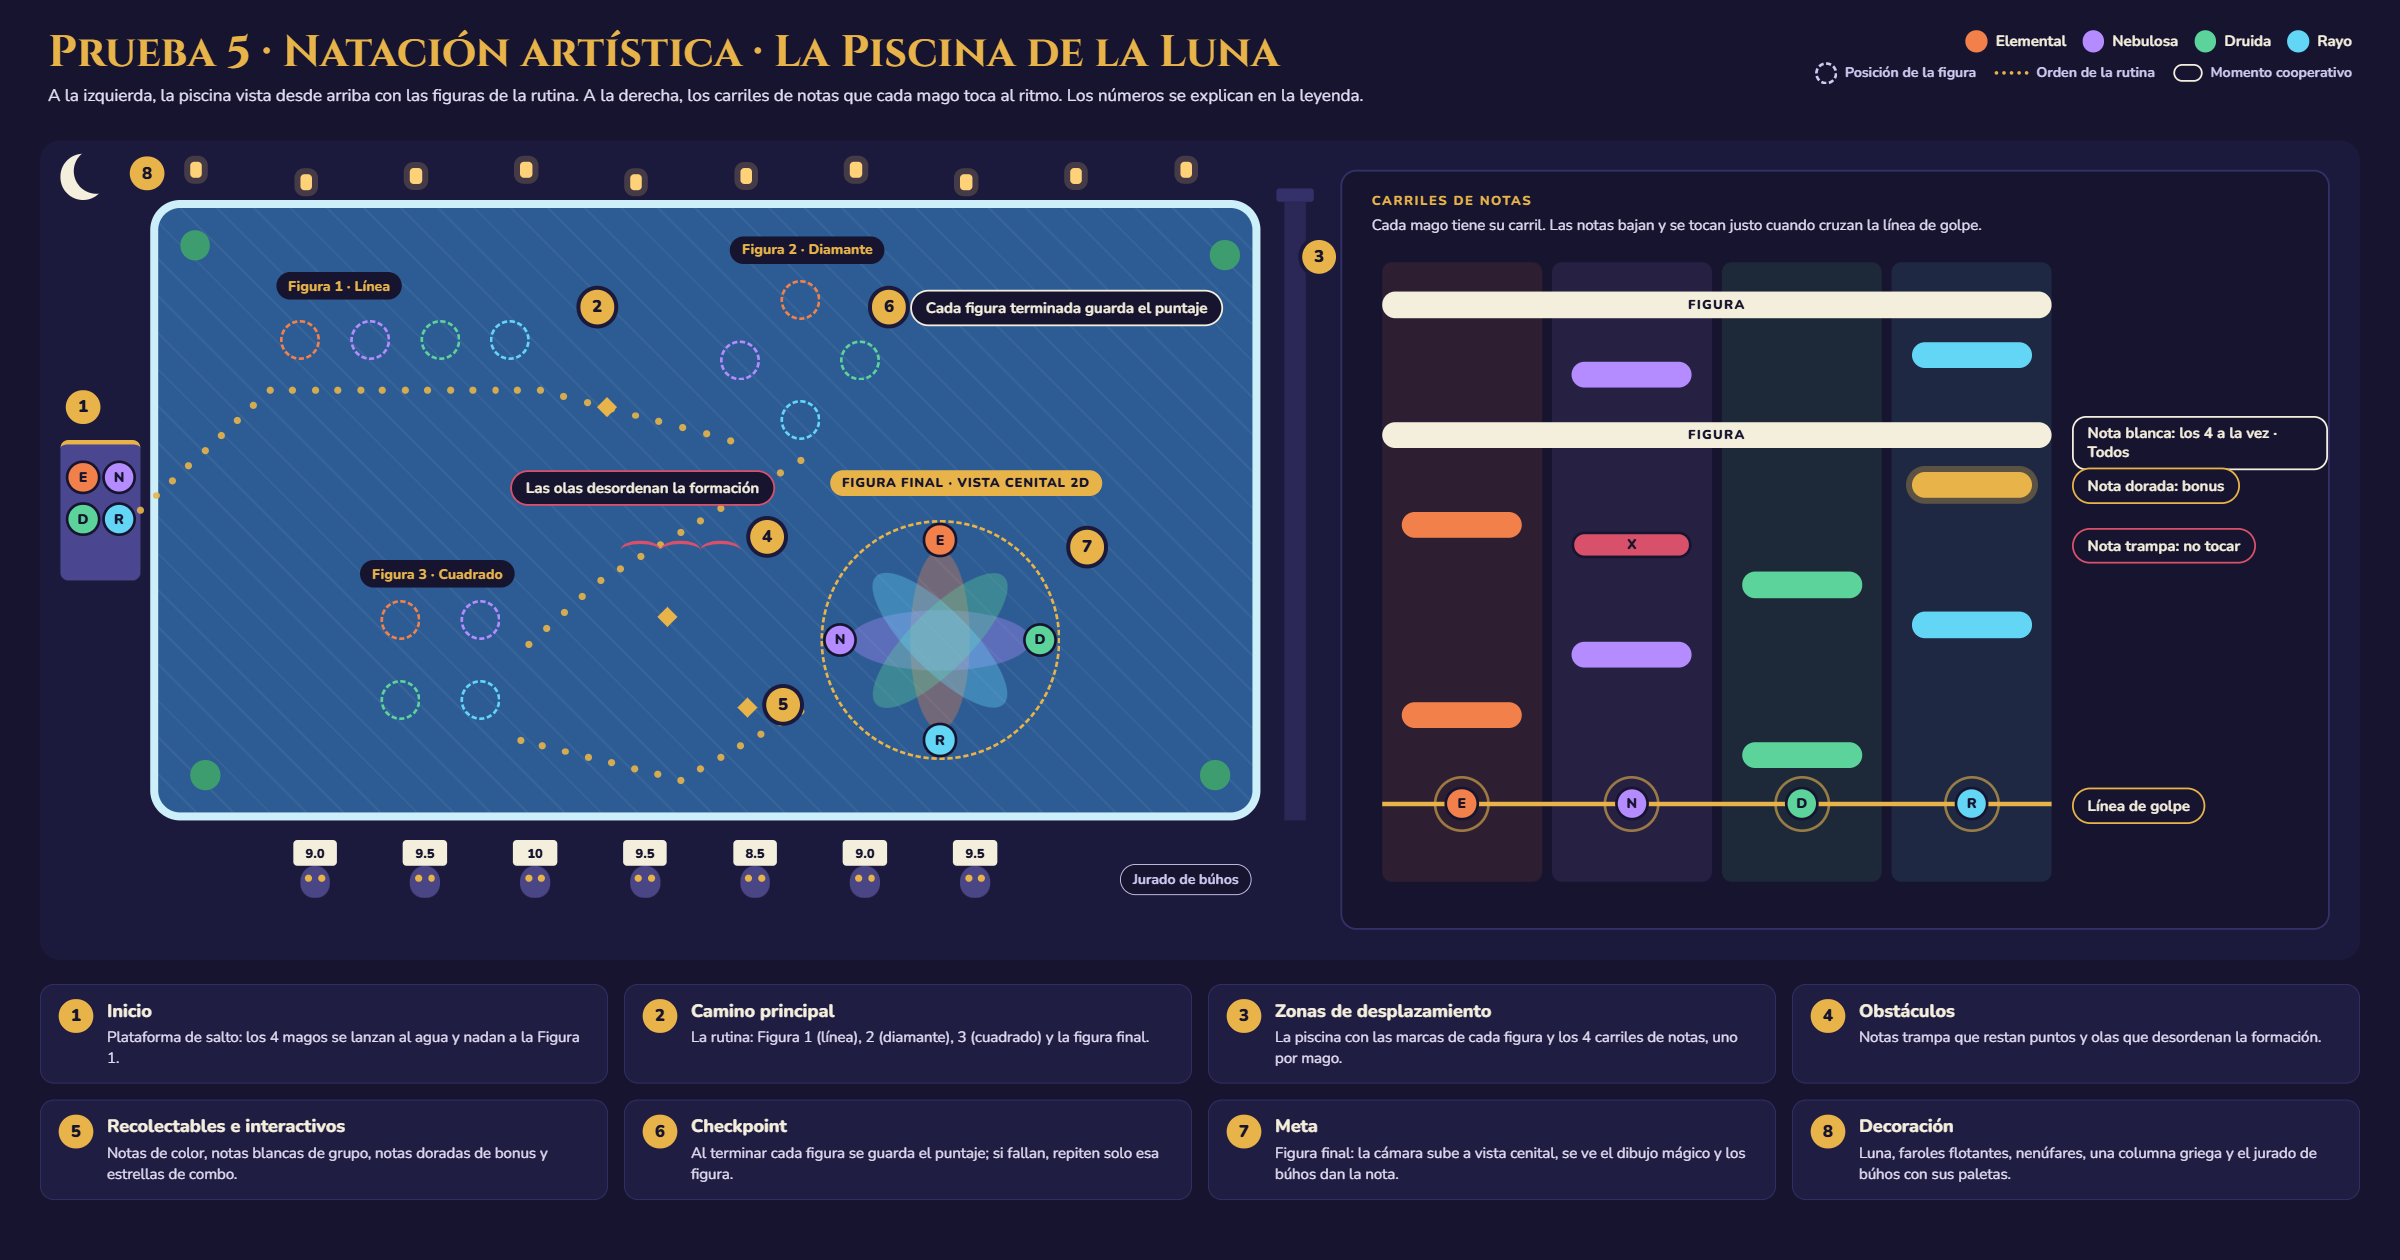 Prueba 5 · Natación artística · La Piscina de la Luna
A la izquierda, la piscina vista desde arriba con las figuras de la rutina. A la derecha, los carriles de notas que cada mago toca al ritmo. Los números se explican en la leyenda.
Elemental
Nebulosa
Druida
Rayo
Posición de la figura
Orden de la rutina
Momento cooperativo
8
Figura 2 · Diamante
Figura 1 · Línea
2
6
Cada figura terminada guarda el puntaje
3
1
E
N
D
R
Las olas desordenan la formación
FIGURA FINAL · VISTA CENITAL 2D
4
7
E
N
D
R
Figura 3 · Cuadrado
5
9.0
9.5
10
9.5
8.5
9.0
9.5
Jurado de búhos
CARRILES DE NOTAS
Cada mago tiene su carril. Las notas bajan y se tocan justo cuando cruzan la línea de golpe.
FIGURA
FIGURA
Nota blanca: los 4 a la vez ·
Todos
Nota dorada: bonus
X
Nota trampa: no tocar
E
N
D
R
Línea de golpe
1
Inicio
Plataforma de salto: los 4 magos se lanzan al agua y nadan a la Figura
1.
2
Camino principal
La rutina: Figura 1 (línea), 2 (diamante), 3 (cuadrado) y la figura final.
3
Zonas de desplazamiento
La piscina con las marcas de cada figura y los 4 carriles de notas, uno
por mago.
4
Obstáculos
Notas trampa que restan puntos y olas que desordenan la formación.
5
Recolectables e interactivos
Notas de color, notas blancas de grupo, notas doradas de bonus y
estrellas de combo.
6
Checkpoint
Al terminar cada figura se guarda el puntaje; si fallan, repiten solo esa
figura.
7
Meta
Figura final: la cámara sube a vista cenital, se ve el dibujo mágico y los
búhos dan la nota.
8
Decoración
Luna, faroles flotantes, nenúfares, una columna griega y el jurado de
búhos con sus paletas.